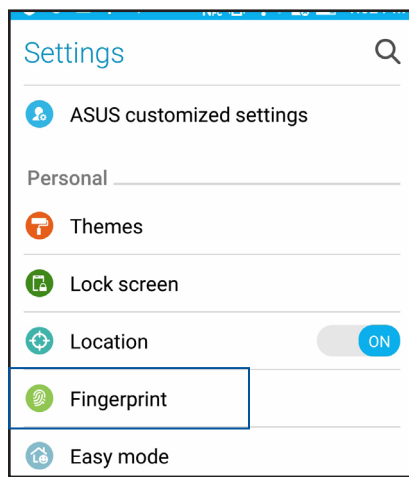 Settings
ASUS customized settings
Personal
Themes
Lock screen
Location
ON
Fingerprint
Easy mode